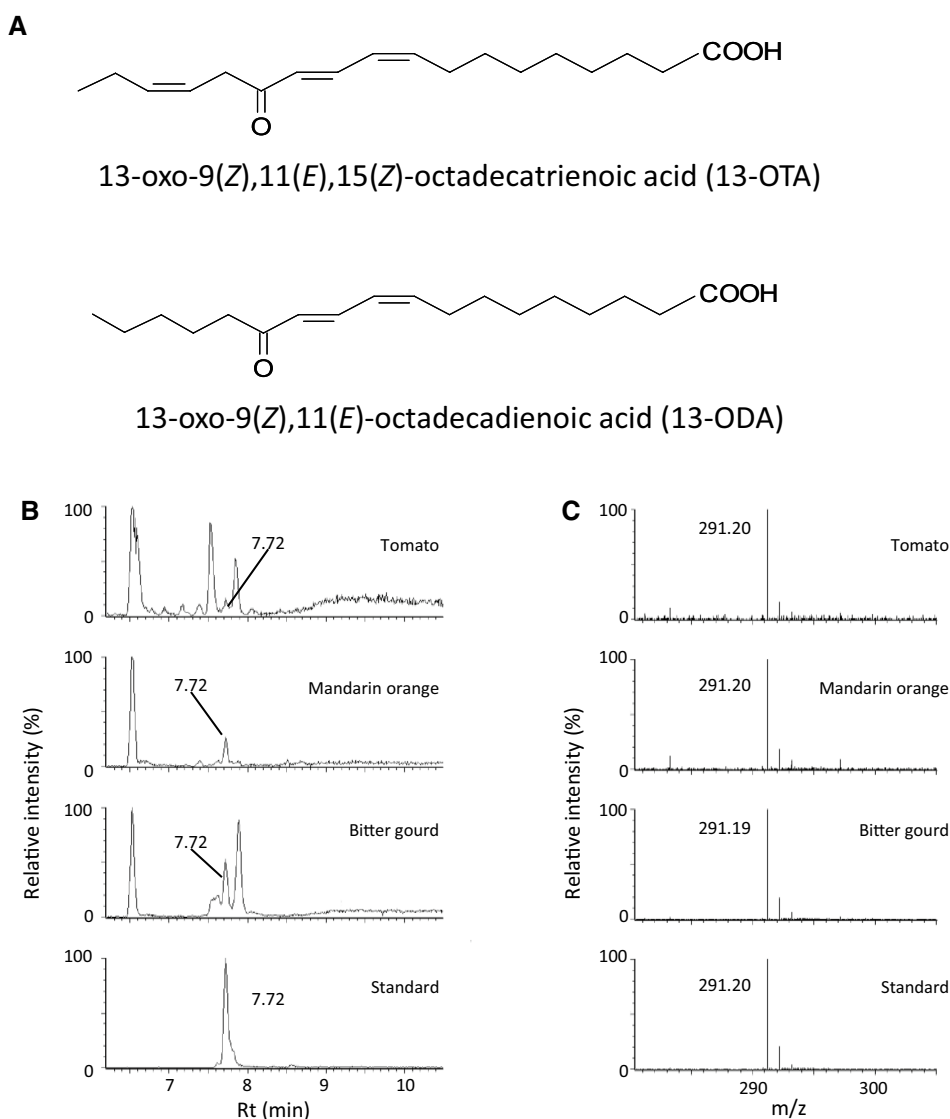 A
COOH
O
13-oxo-9(Z),11(E),15(Z)-octadecatrienoic acid (13-OTA)
COOH
O
13-oxo-9(Z),11(E)-octadecadienoic acid (13-ODA)
B
Relative intensity (%)
100
0
7.72
Tomato
100
0
7.72
Mandarin orange
100
0
7.72
Bitter gourd
100
0
7.72
Standard
7 8 9 10
Rt (min)
C
Relative intensity (%)
100
0
291.20
Tomato
100
0
291.20
Mandarin orange
100
0
291.19
Bitter gourd
100
0
291.20
Standard
290 300
m/z